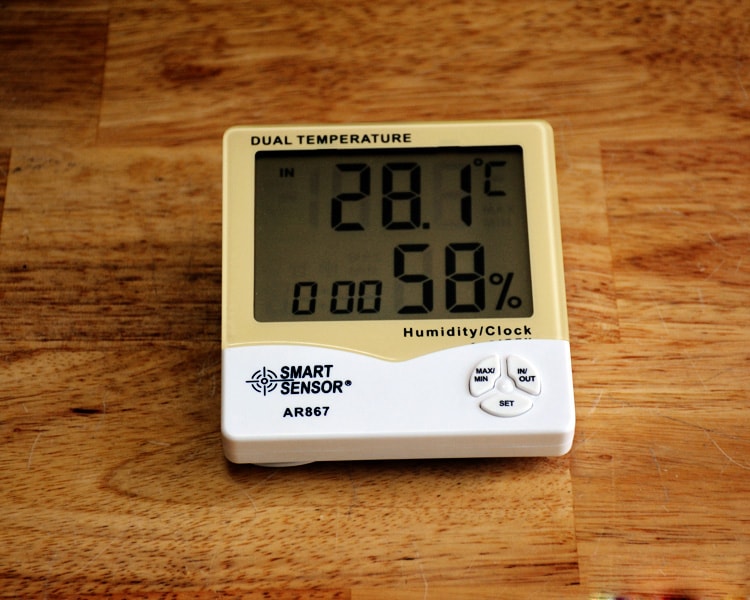 DUAL TEMPERATURE
IN 28.1°C
0 00 58%
Humidity/Clock
SMART
SENSOR®
AR867
MAX/
MIN
IN/
OUT
SET